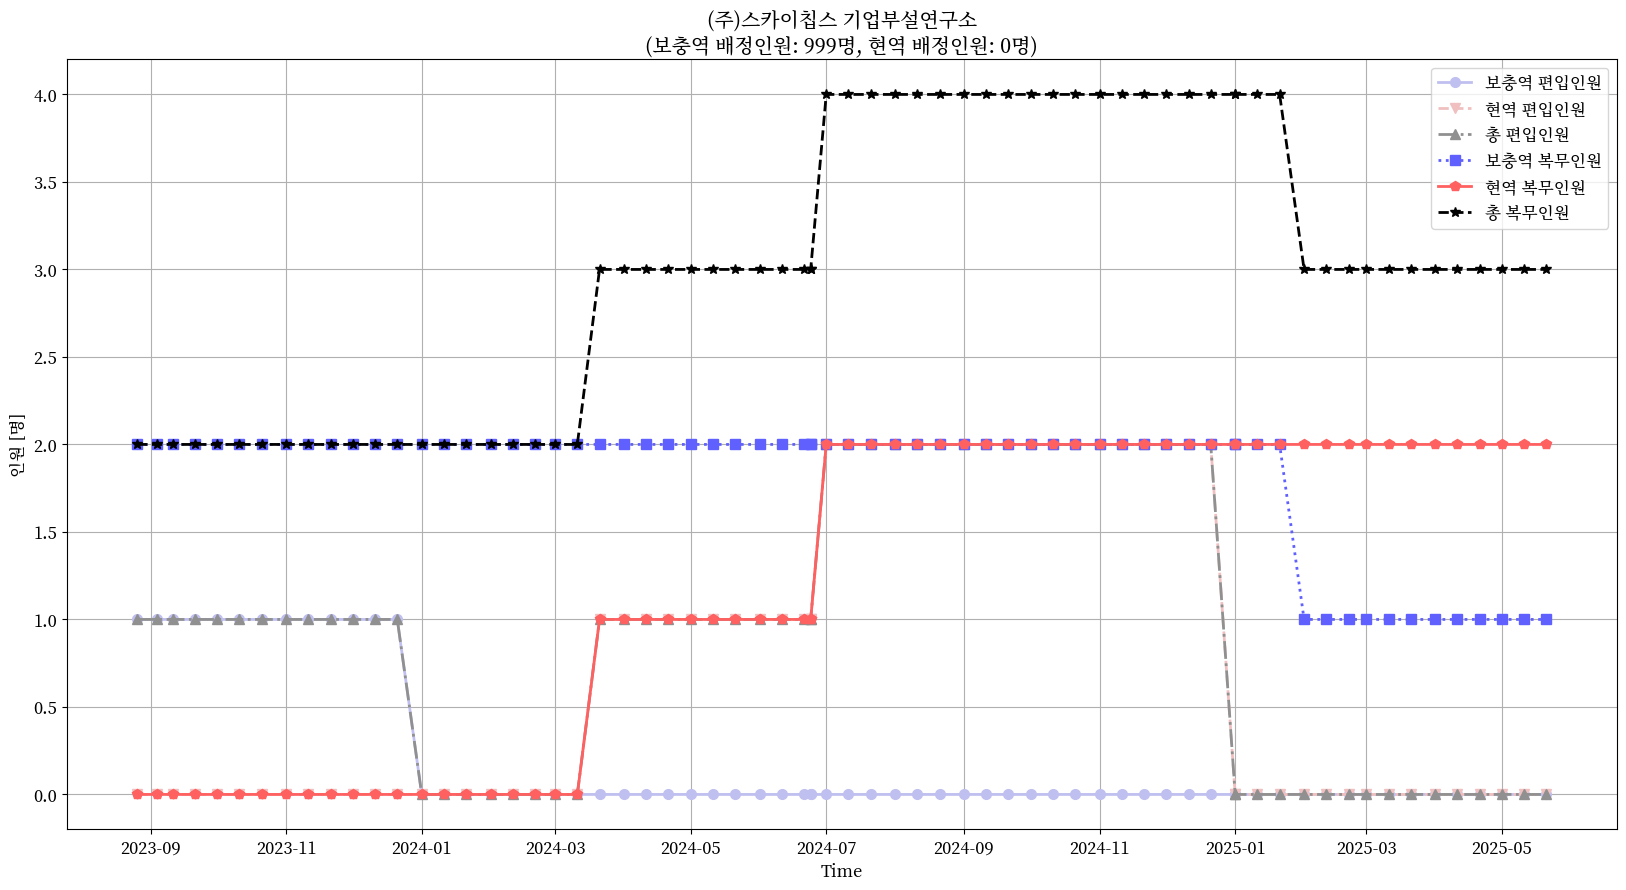 (주)스카이칩스 기업부설연구소
(보충역 배정인원: 999명, 현역 배정인원: 0명)
보충역 편입인원
현역 편입인원
총 편입인원
보충역 복무인원
현역 복무인원
총 복무인원
4.0
3.5
3.0
2.5
2.0
1.5
1.0
0.5
0.0
인원 [명]
2023-09 2023-11 2024-01 2024-03 2024-05 2024-07 2024-09 2024-11 2025-01 2025-03 2025-05
Time